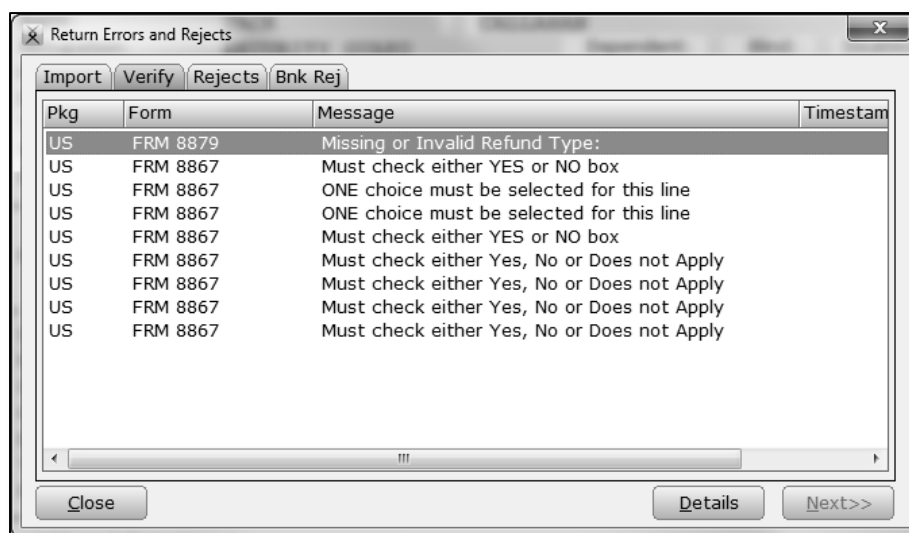 Return Errors and Rejects
Import Verify Rejects Bnk Rej
Pkg Form Message Timestam
US FRM 8879 Missing or Invalid Refund Type:
US FRM 8867 Must check either YES or NO box
US FRM 8867 ONE choice must be selected for this line
US FRM 8867 ONE choice must be selected for this line
US FRM 8867 Must check either YES or NO box
US FRM 8867 Must check either Yes, No or Does not Apply
US FRM 8867 Must check either Yes, No or Does not Apply
US FRM 8867 Must check either Yes, No or Does not Apply
US FRM 8867 Must check either Yes, No or Does not Apply
Close Details Next>>